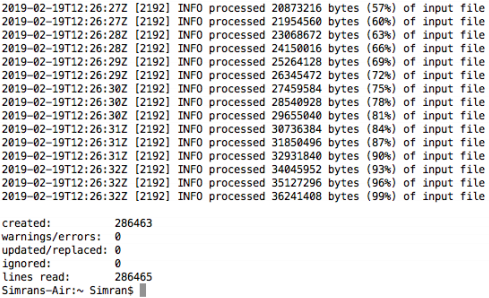 2019-02-19T12:26:27Z [2192] INFO processed 20873216 bytes (57%) of input file
2019-02-19T12:26:27Z [2192] INFO processed 21954560 bytes (60%) of input file
2019-02-19T12:26:28Z [2192] INFO processed 23068672 bytes (63%) of input file
2019-02-19T12:26:28Z [2192] INFO processed 24150016 bytes (66%) of input file
2019-02-19T12:26:29Z [2192] INFO processed 25264128 bytes (69%) of input file
2019-02-19T12:26:29Z [2192] INFO processed 26345472 bytes (72%) of input file
2019-02-19T12:26:30Z [2192] INFO processed 27459584 bytes (75%) of input file
2019-02-19T12:26:30Z [2192] INFO processed 28540928 bytes (78%) of input file
2019-02-19T12:26:30Z [2192] INFO processed 29655040 bytes (81%) of input file
2019-02-19T12:26:31Z [2192] INFO processed 30736384 bytes (84%) of input file
2019-02-19T12:26:31Z [2192] INFO processed 31850496 bytes (87%) of input file
2019-02-19T12:26:31Z [2192] INFO processed 32931840 bytes (90%) of input file
2019-02-19T12:26:32Z [2192] INFO processed 34045952 bytes (93%) of input file
2019-02-19T12:26:32Z [2192] INFO processed 35127296 bytes (96%) of input file
2019-02-19T12:26:32Z [2192] INFO processed 36241408 bytes (99%) of input file
created: 286463
warnings/errors: 0
updated/replaced: 0
ignored: 0
lines read: 286465
Simrans-Air:~ Simran$